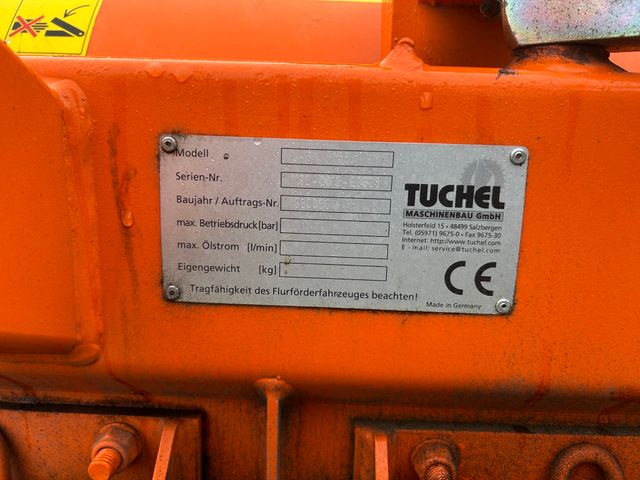 Modell
Serien-Nr.
Baujahr / Auftrags-Nr.
max. Betriebsdruck [bar]
max. Ölstrom [l/min]
Eigengewicht [kg]
Tragfähigkeit des Flurförderfahrzeuges beachten!
TUCHEL
MASCHINENBAU GmbH
Holsterfeld 15 • 48499 Salzbergen
Tel. (05971) 9675-0 • Fax 9675-30
Internet: http://www.tuchel.com
E - mail: service@tuchel.com
CE
Made in Germany